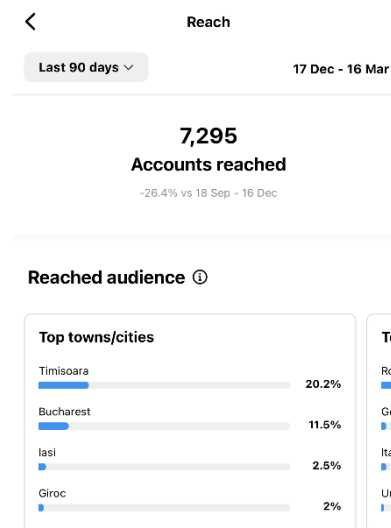 Reach
Last 90 days
17 Dec - 16 Mar
7,295
Accounts reached
-26.4% vs 18 Sep - 16 Dec
Reached audience
Top towns/cities
Timisoara
20.2%
Bucharest
11.5%
Iasi
2.5%
Giroc
2%